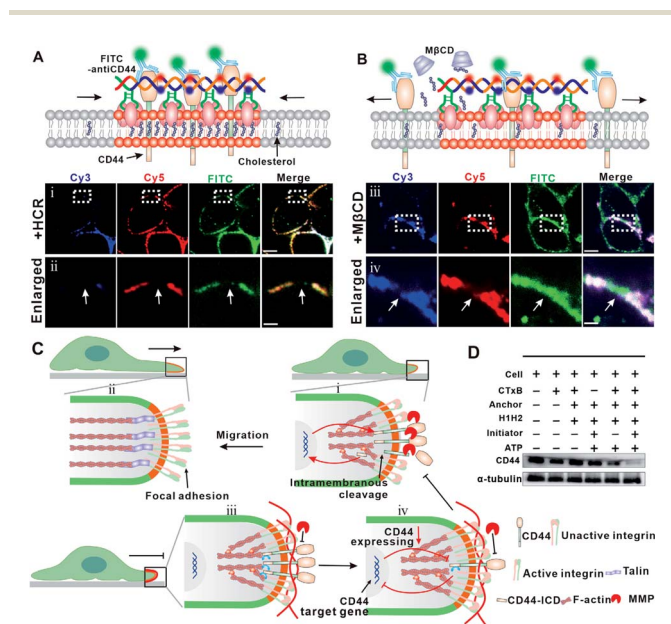 A
FITC
-antiCD44
CD44
Cholesterol
B
MβCD
Cy3 Cy5 FITC Merge
+HCR
i
Enlarged
ii
Cy3 Cy5 FITC Merge
+MβCD
iii
Enlarged
iv
C
ii
Migration
Focal adhesion
i
Intramembranous
cleavage
iii
iv
CD44
expressing
CD44
target gene
D
Cell + + + + + +
CTxB − + + − + +
Anchor − − + + + +
H1H2 − − + + + +
Initiator − − − + − +
ATP − − − + + +
CD44
α-tubulin
CD44 Unactive integrin
Active integrin Talin
CD44-ICD F-actin MMP